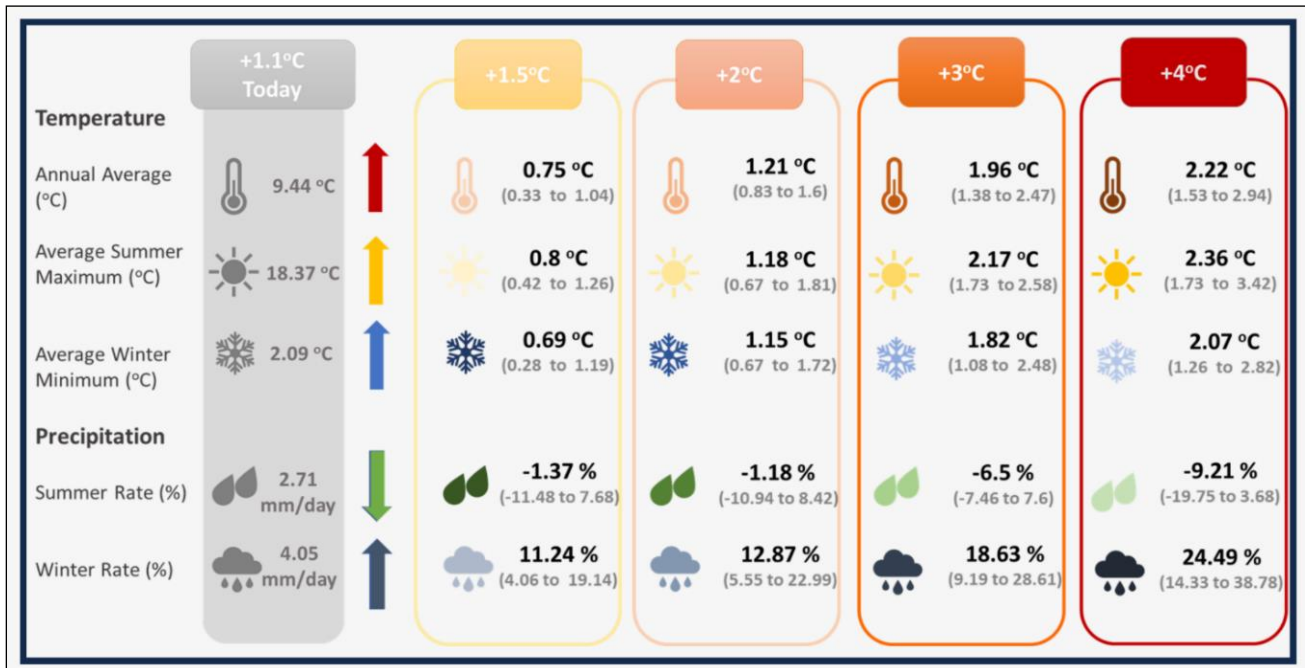 +1.1°C
Today
+1.5°C
+2°C
+3°C
+4°C
Temperature
Annual Average
(°C)
9.44 °C
0.75 °C
(0.33 to 1.04)
1.21 °C
(0.83 to 1.6)
1.96 °C
(1.38 to 2.47)
2.22 °C
(1.53 to 2.94)
Average Summer
Maximum (°C)
18.37 °C
0.8 °C
(0.42 to 1.26)
1.18 °C
(0.67 to 1.81)
2.17 °C
(1.73 to 2.58)
2.36 °C
(1.73 to 3.42)
Average Winter
Minimum (°C)
2.09 °C
0.69 °C
(0.28 to 1.19)
1.15 °C
(0.67 to 1.72)
1.82 °C
(1.08 to 2.48)
2.07 °C
(1.26 to 2.82)
Precipitation
Summer Rate (%)
2.71
mm/day
-1.37 %
(-11.48 to 7.68)
-1.18 %
(-10.94 to 8.42)
-6.5 %
(-7.46 to 7.6)
-9.21 %
(-19.75 to 3.68)
Winter Rate (%)
4.05
mm/day
11.24 %
(4.06 to 19.14)
12.87 %
(5.55 to 22.99)
18.63 %
(9.19 to 28.61)
24.49 %
(14.33 to 38.78)